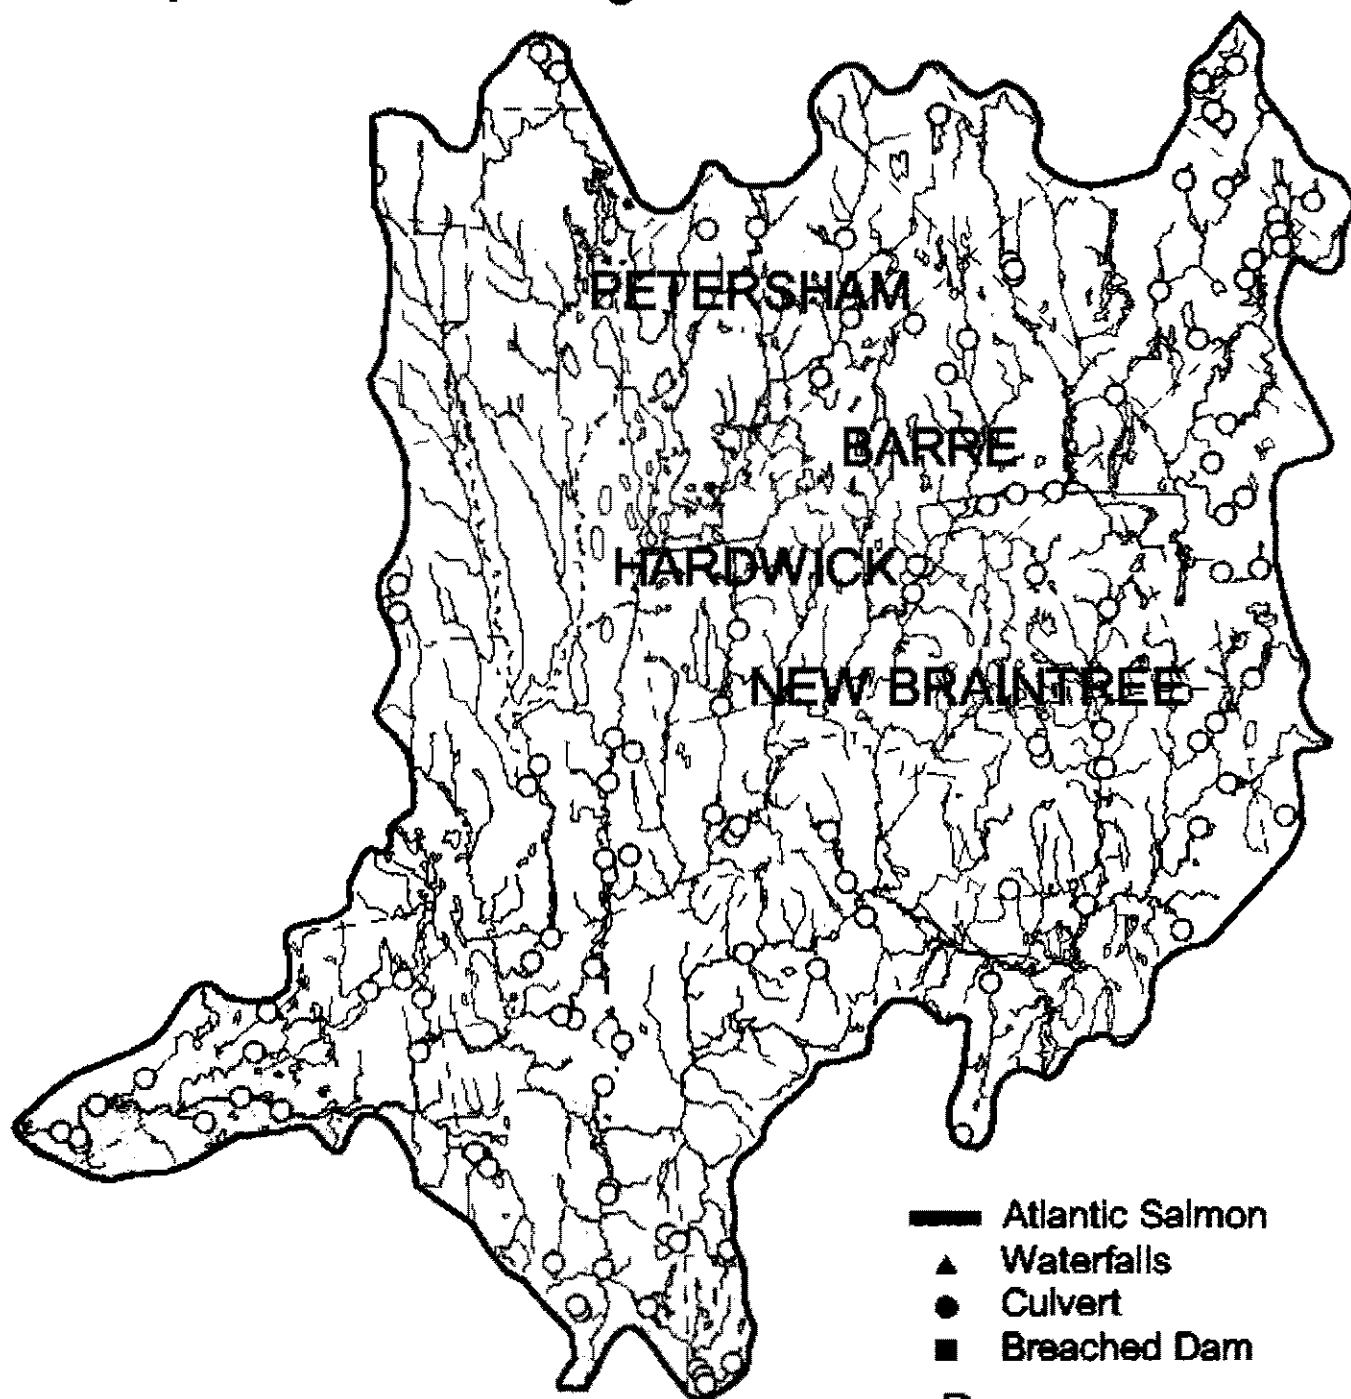 PETERSHAM
BARRE
HARDWICK
NEW BRAINTREE
Atlantic Salmon
Waterfalls
Culvert
Breached Dam